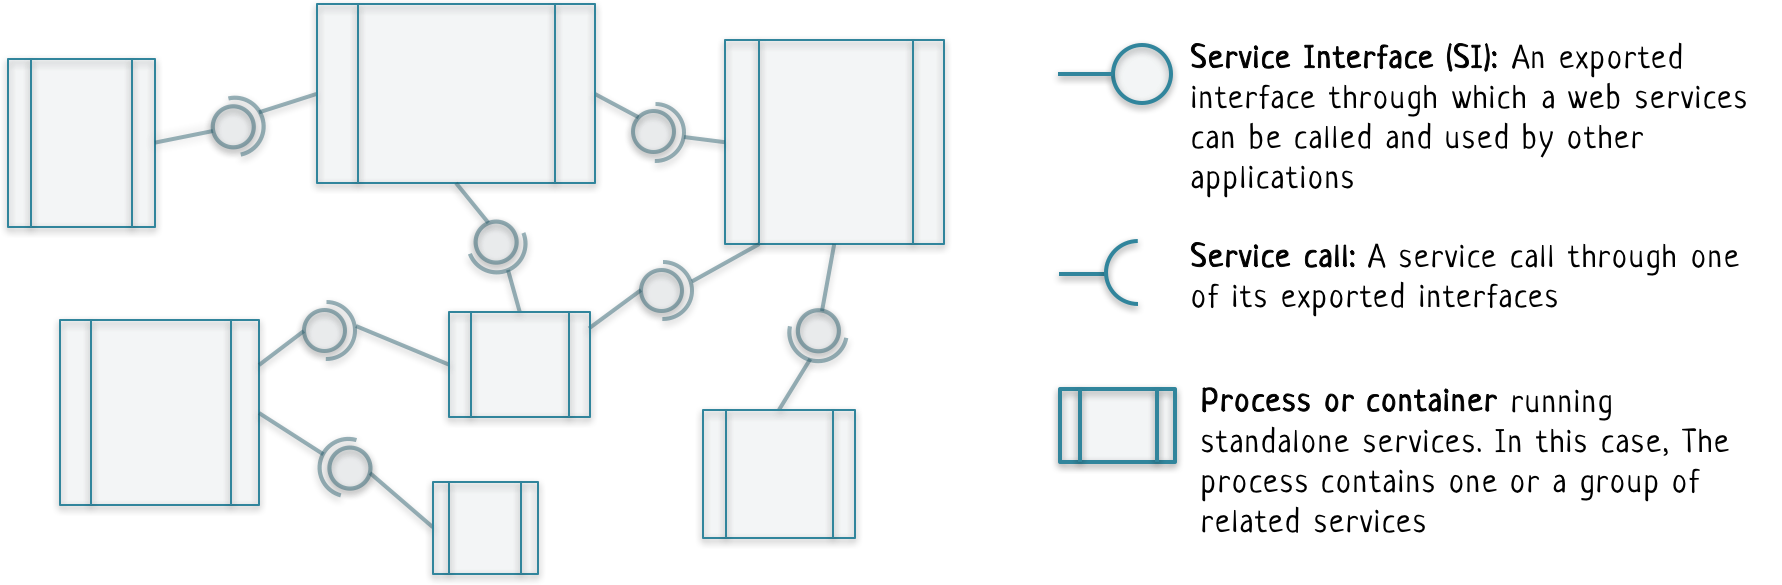 Service Interface (SI): An exported
interface through which a web services
can be called and used by other
applications
Service call: A service call through one
of its exported interfaces
Process or container running
standalone services. In this case, The
process contains one or a group of
related services